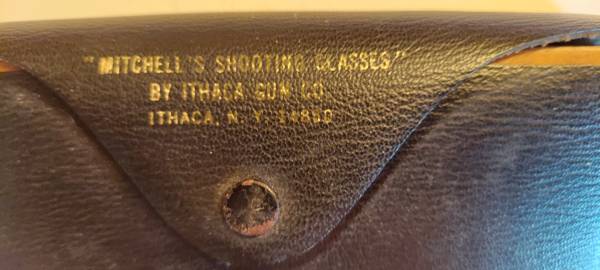 "MITCHELL'S SHOOTING GLASSES"
BY ITHACA GUN CO
ITHACA, N. Y. 14850